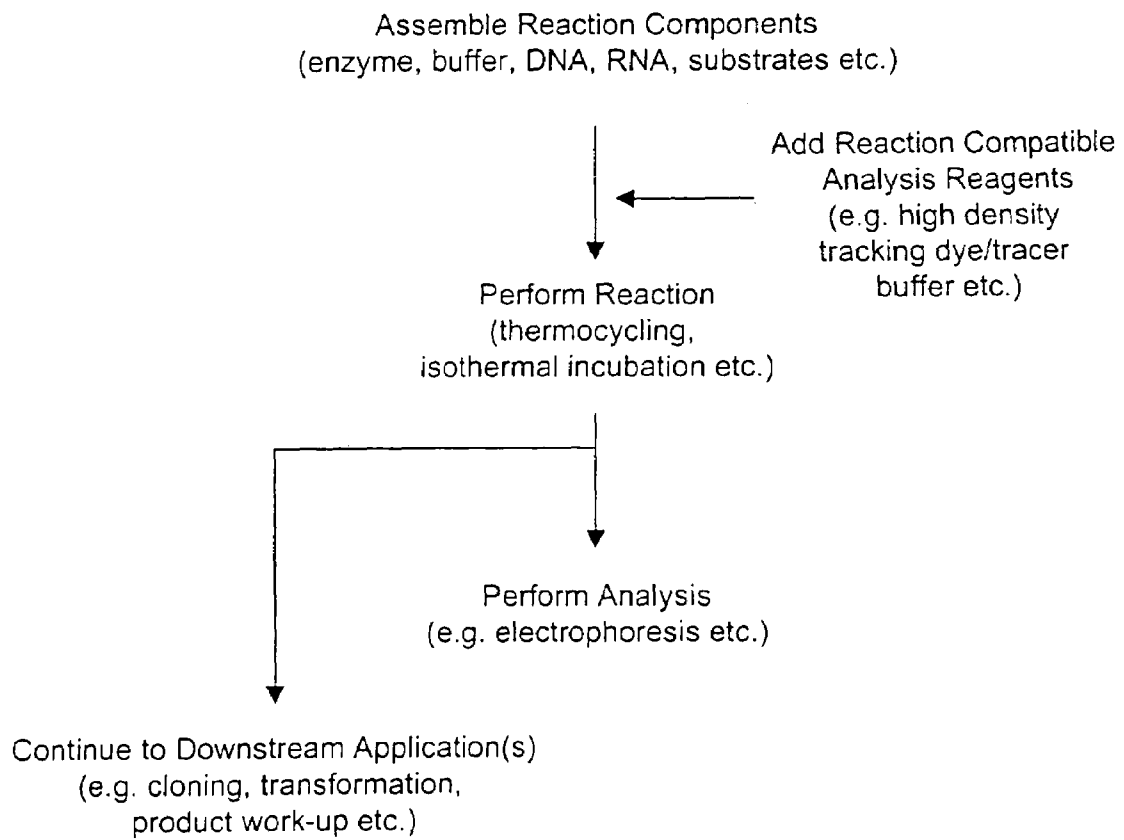 Assemble Reaction Components
(enzyme, buffer, DNA, RNA, substrates etc.)
Add Reaction Compatible
Analysis Reagents
(e.g. high density
tracking dye/tracer
buffer etc.)
Perform Reaction
(thermocycling,
isothermal incubation etc.)
Perform Analysis
(e.g. electrophoresis etc.)
Continue to Downstream Application(s)
(e.g. cloning, transformation,
product work-up etc.)